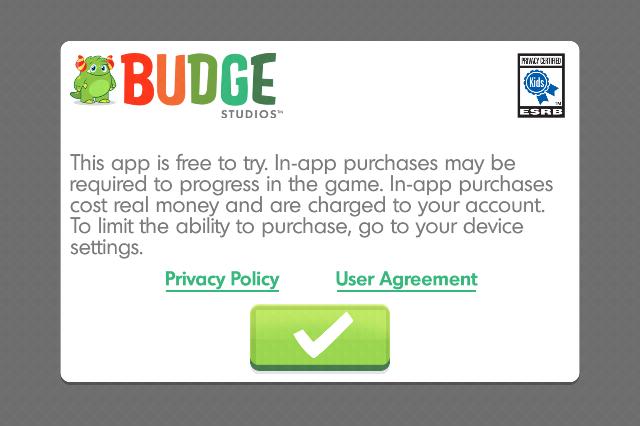 BUDGE
STUDIOS™
PRIVACY CERTIFIED
Kids
™
ESRB
This app is free to try. In-app purchases may be
required to progress in the game. In-app purchases
cost real money and are charged to your account.
To limit the ability to purchase, go to your device
settings.
Privacy Policy User Agreement